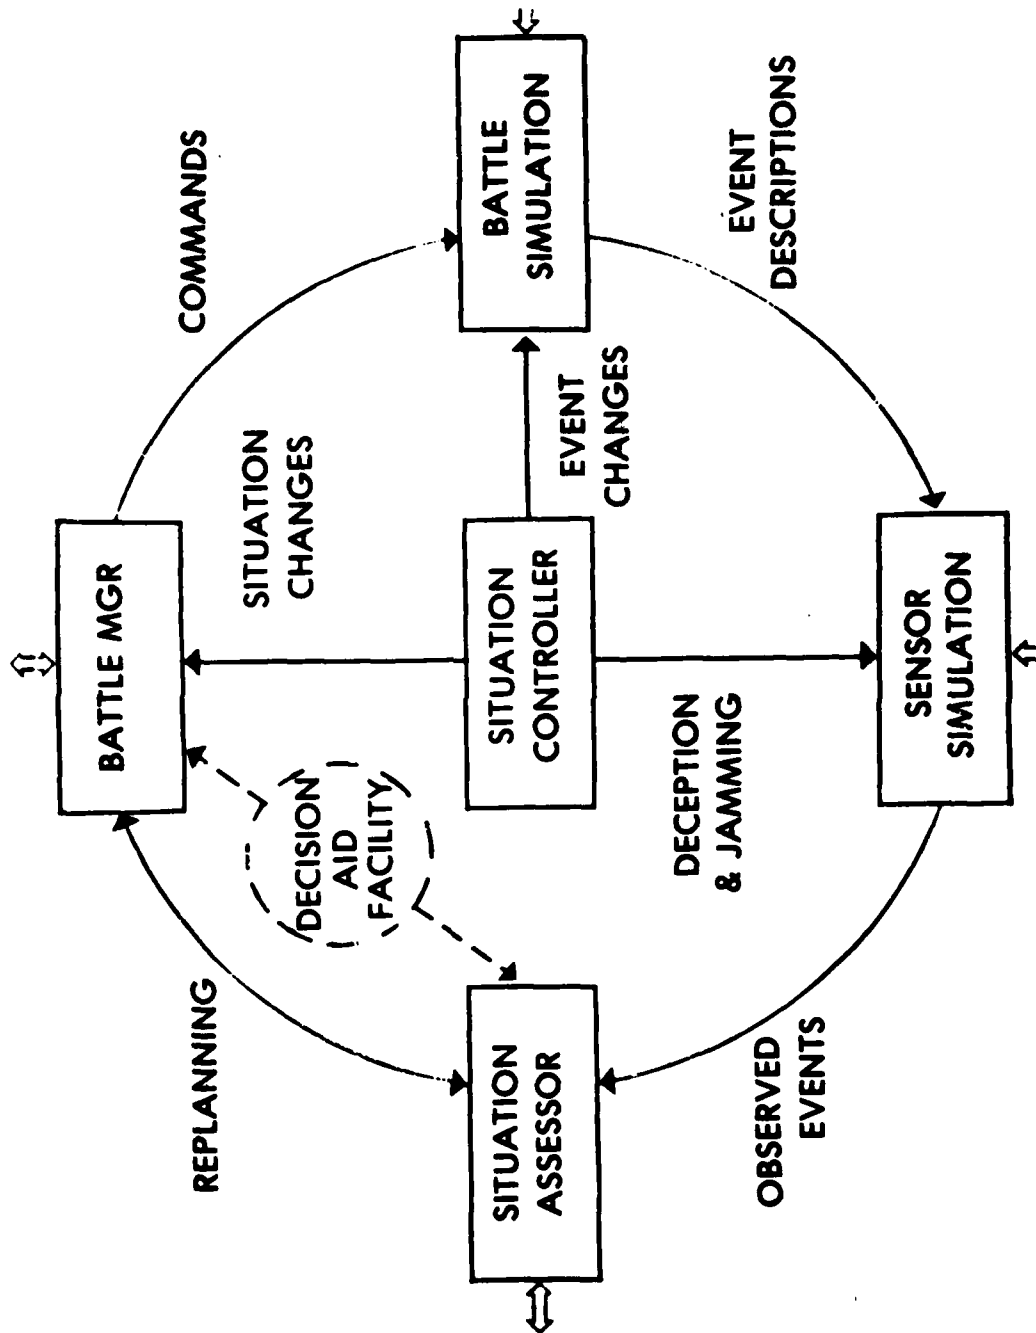 BATTLE MGR
REPLANNING
COMMANDS
SITUATION
CHANGES
DECISION
AID
FACILITY
SITUATION
ASSESSOR
SITUATION
CONTROLLER
BATTLE
SIMULATION
EVENT
CHANGES
DECEPTION
& JAMMING
EVENT
DESCRIPTIONS
OBSERVED
EVENTS
SENSOR
SIMULATION